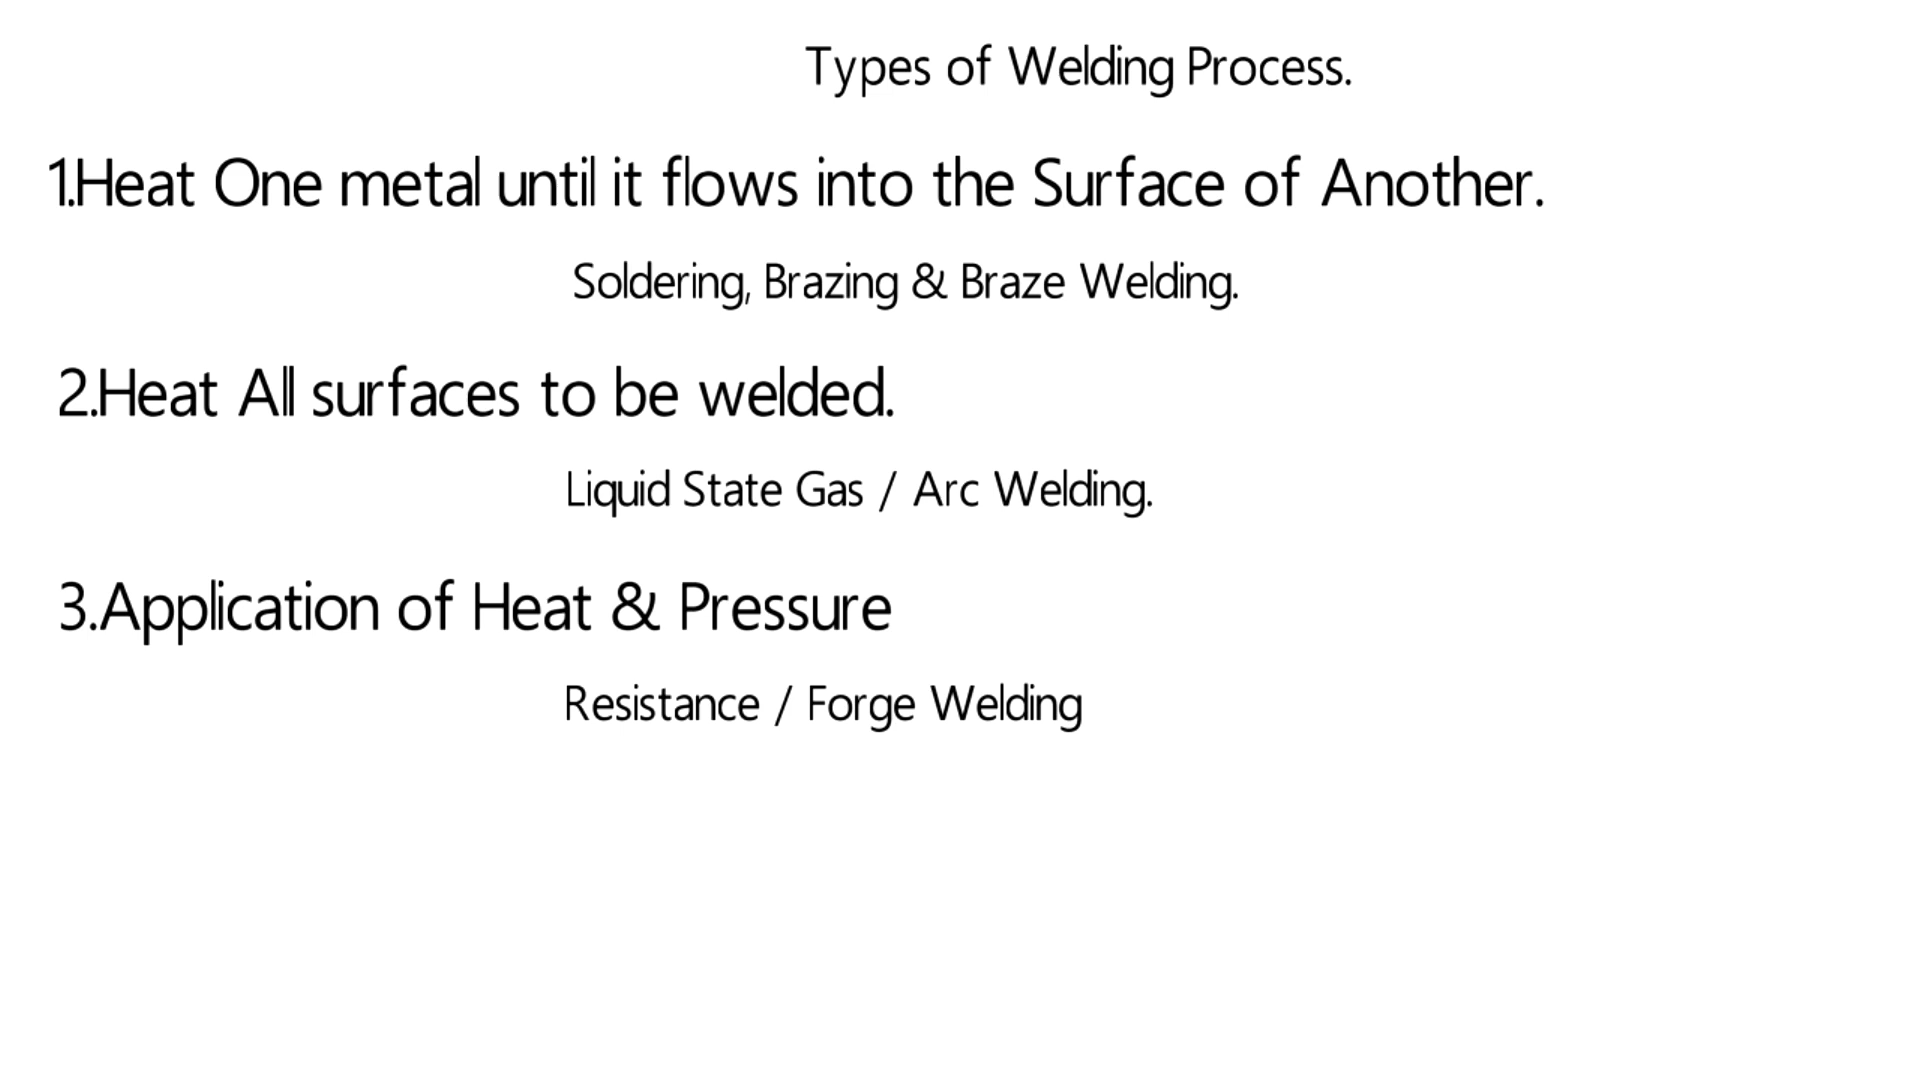 Types of Welding Process.
1.Heat One metal until it flows into the Surface of Another.
Soldering, Brazing & Braze Welding.
2.Heat All surfaces to be welded.
Liquid State Gas / Arc Welding.
3.Application of Heat & Pressure
Resistance / Forge Welding